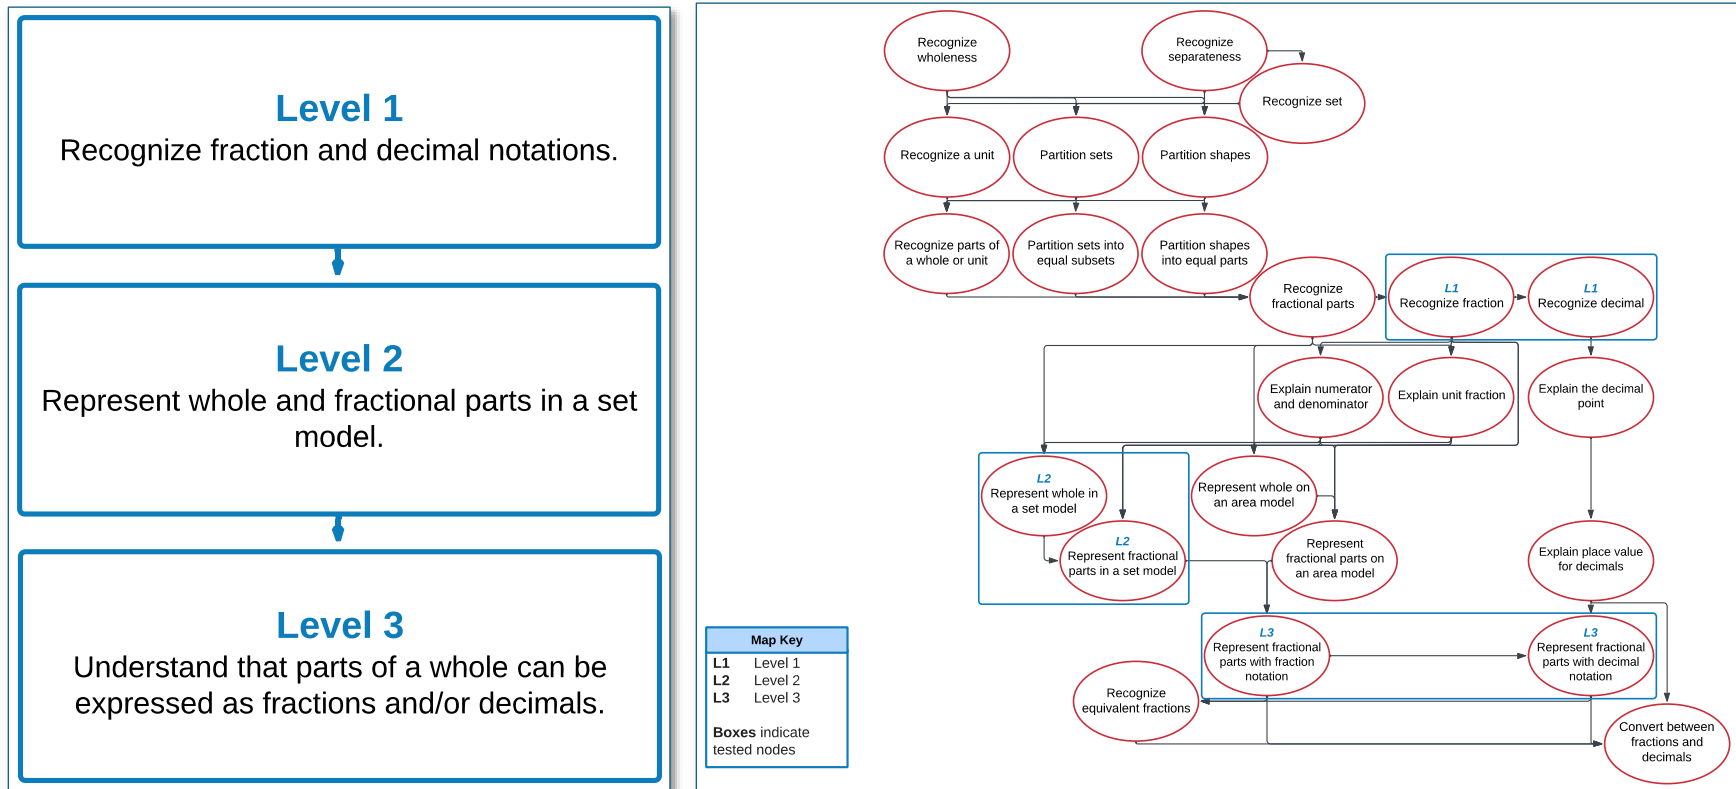 Level 1
Recognize fraction and decimal notations.
Level 2
Represent whole and fractional parts in a set
model.
Level 3
Understand that parts of a whole can be
expressed as fractions and/or decimals.
Recognize
wholeness
Recognize
separateness
Recognize set
Recognize a unit
Partition sets
Partition shapes
Recognize parts of
a whole or unit
Partition sets into
equal subsets
Partition shapes
into equal parts
Recognize
fractional parts
L1
Recognize fraction
L1
Recognize decimal
Explain numerator
and denominator
Explain unit fraction
Explain the decimal
point
L2
Represent whole in
a set model
Represent whole on
an area model
L2
Represent fractional
parts in a set model
Represent
fractional parts on
an area model
Explain place value
for decimals
L3
Represent fractional
parts with fraction
notation
L3
Represent fractional
parts with decimal
notation
Recognize
equivalent fractions
Convert between
fractions and
decimals
Map Key
L1 Level 1
L2 Level 2
L3 Level 3
Boxes indicate
tested nodes